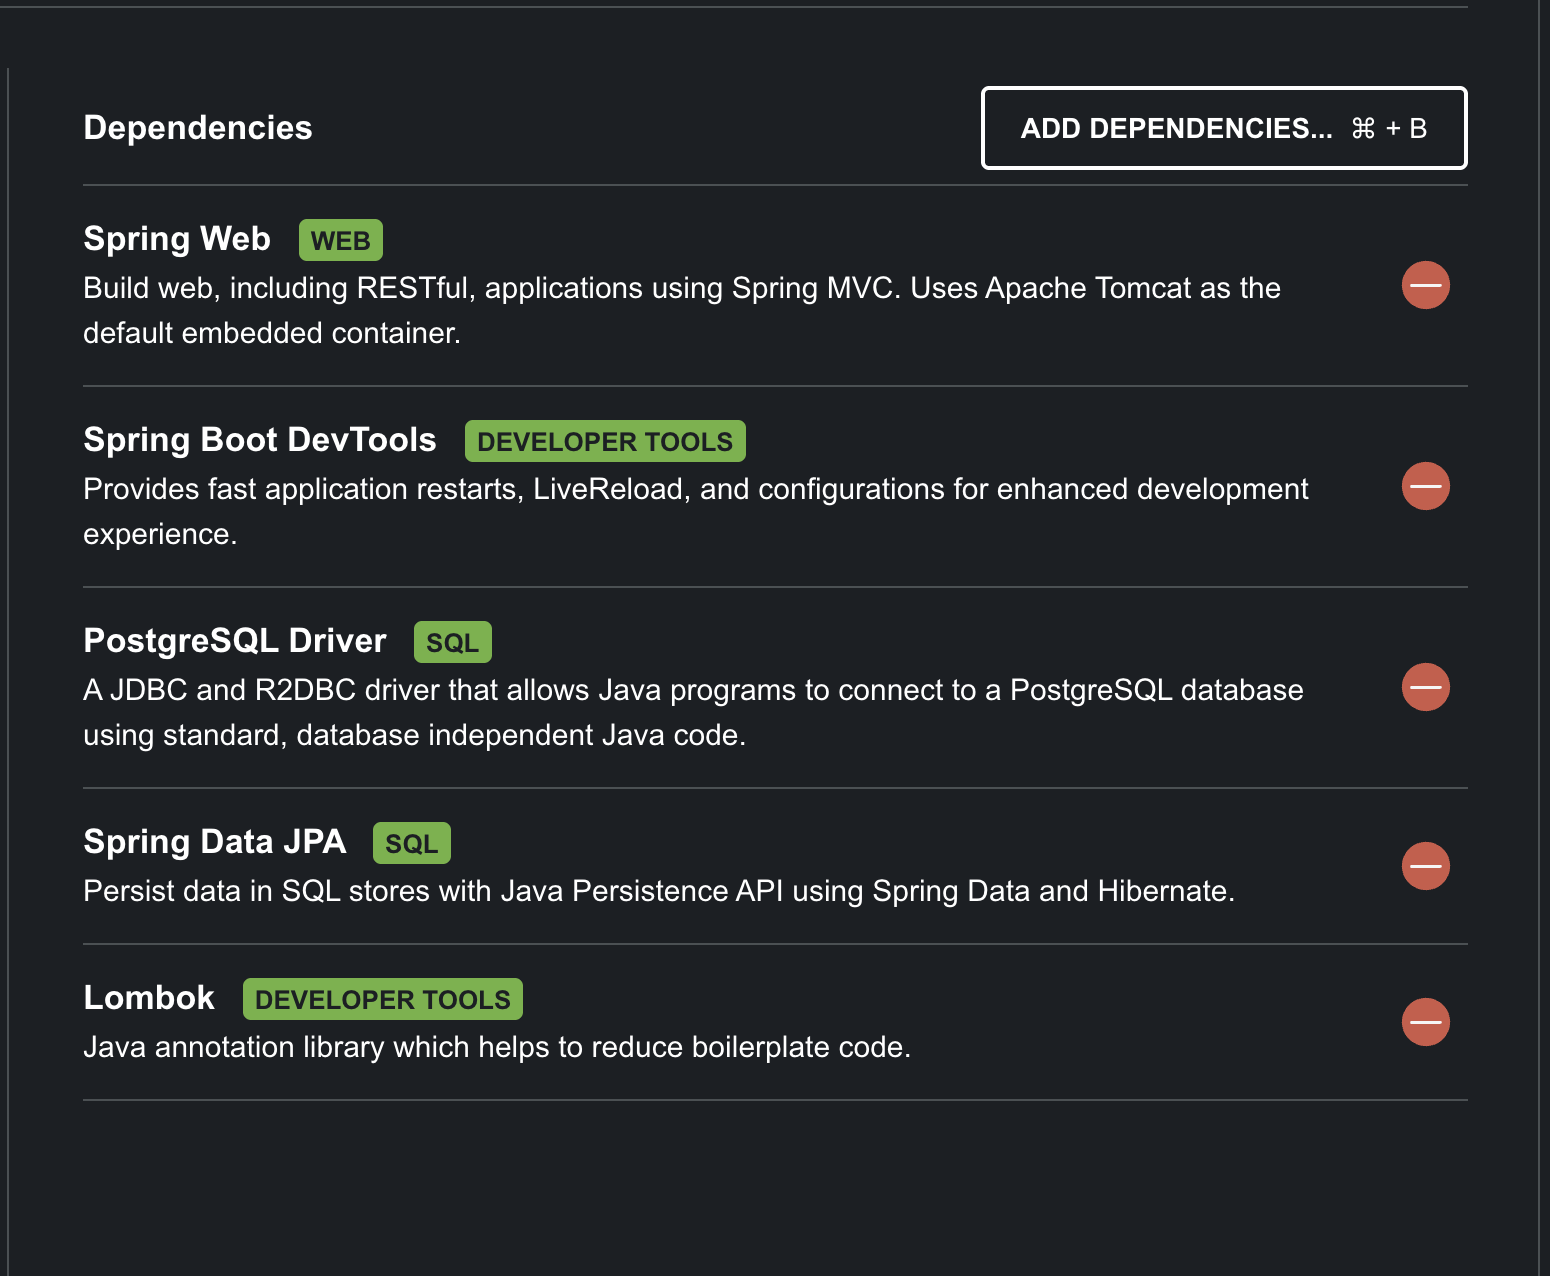 Dependencies
ADD DEPENDENCIES... ⌘ + B
Spring Web WEB
Build web, including RESTful, applications using Spring MVC. Uses Apache Tomcat as the
default embedded container.
Spring Boot DevTools DEVELOPER TOOLS
Provides fast application restarts, LiveReload, and configurations for enhanced development
experience.
PostgreSQL Driver SQL
A JDBC and R2DBC driver that allows Java programs to connect to a PostgreSQL database
using standard, database independent Java code.
Spring Data JPA SQL
Persist data in SQL stores with Java Persistence API using Spring Data and Hibernate.
Lombok DEVELOPER TOOLS
Java annotation library which helps to reduce boilerplate code.